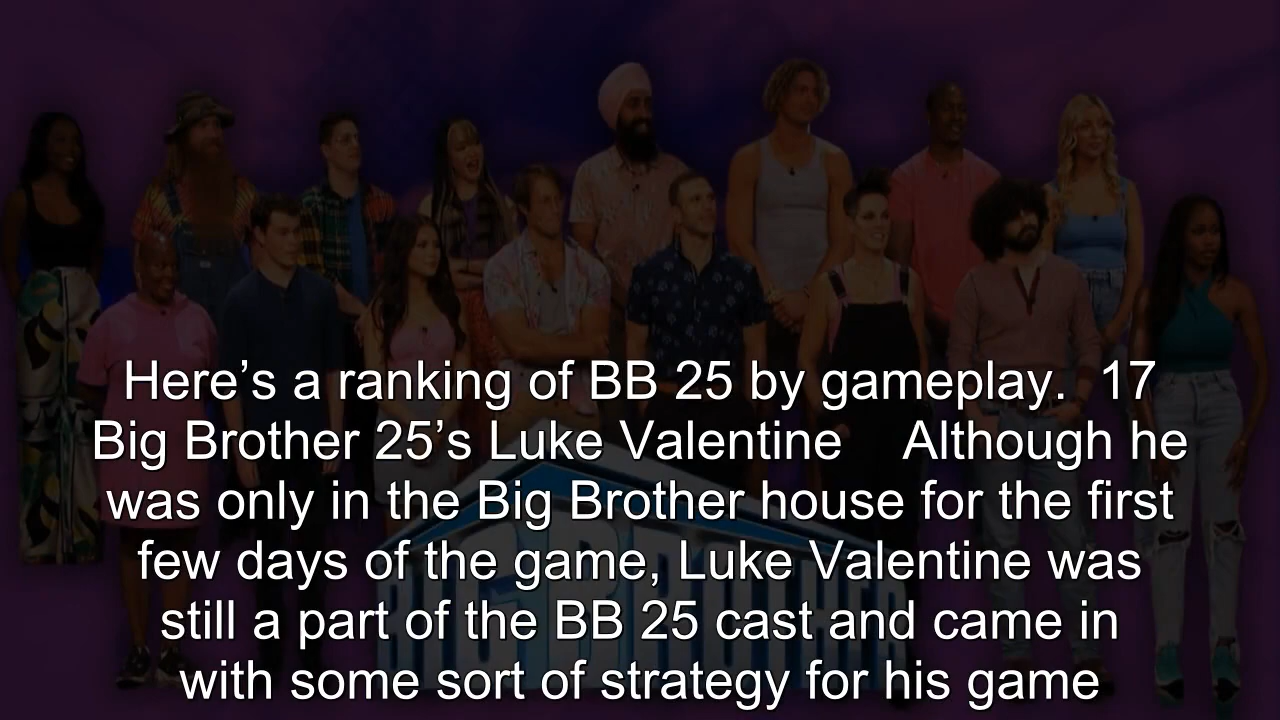 Here’s a ranking of BB 25 by gameplay.  17
Big Brother 25’s Luke Valentine    Although he
was only in the Big Brother house for the first
few days of the game, Luke Valentine was
still a part of the BB 25 cast and came in
with some sort of strategy for his game
BIG BROTHER